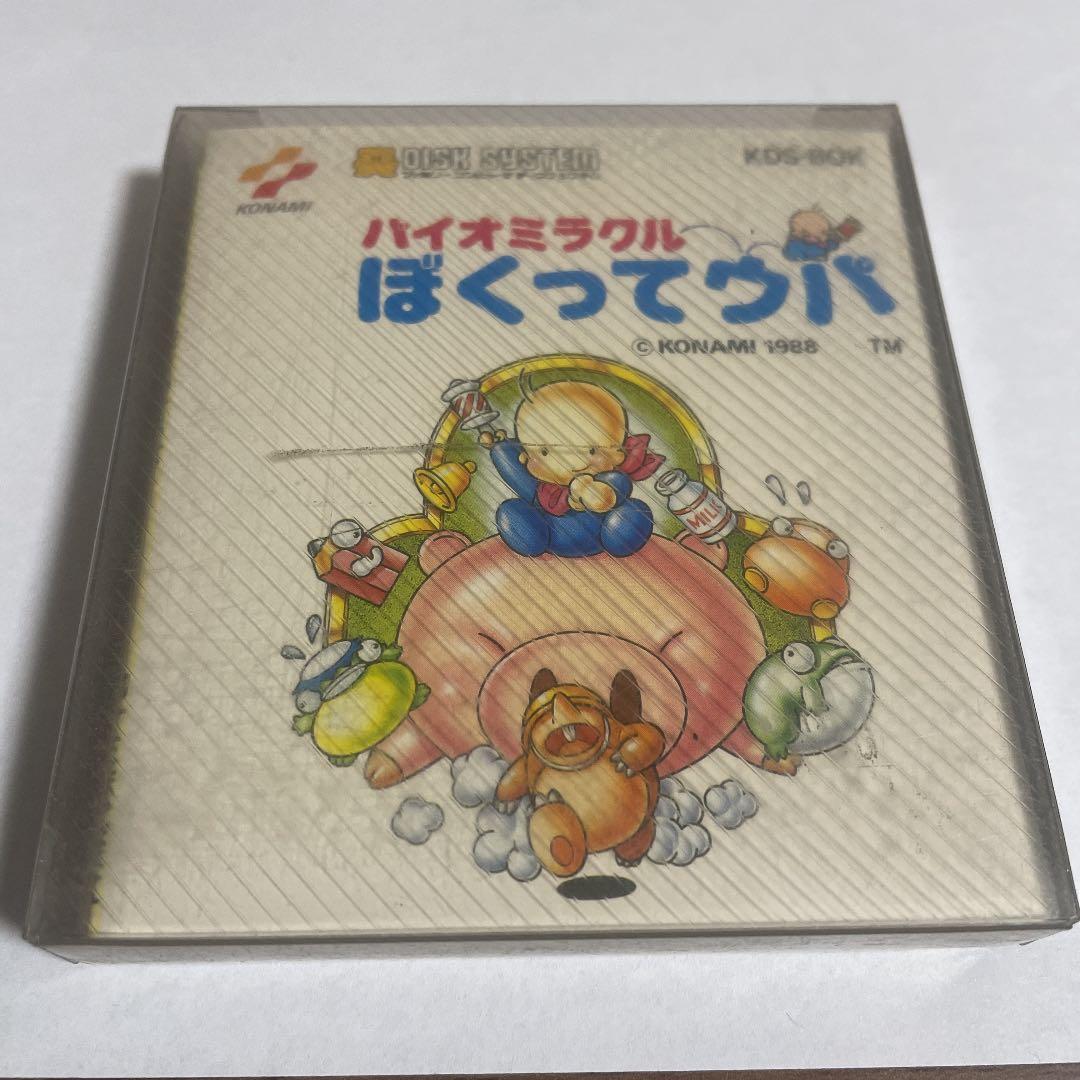 KONAMI
DISK SYSTEM
KDS-BOK
バイオミラクル
ぼくってウパ
© KONAMI 1988 TM
MILK